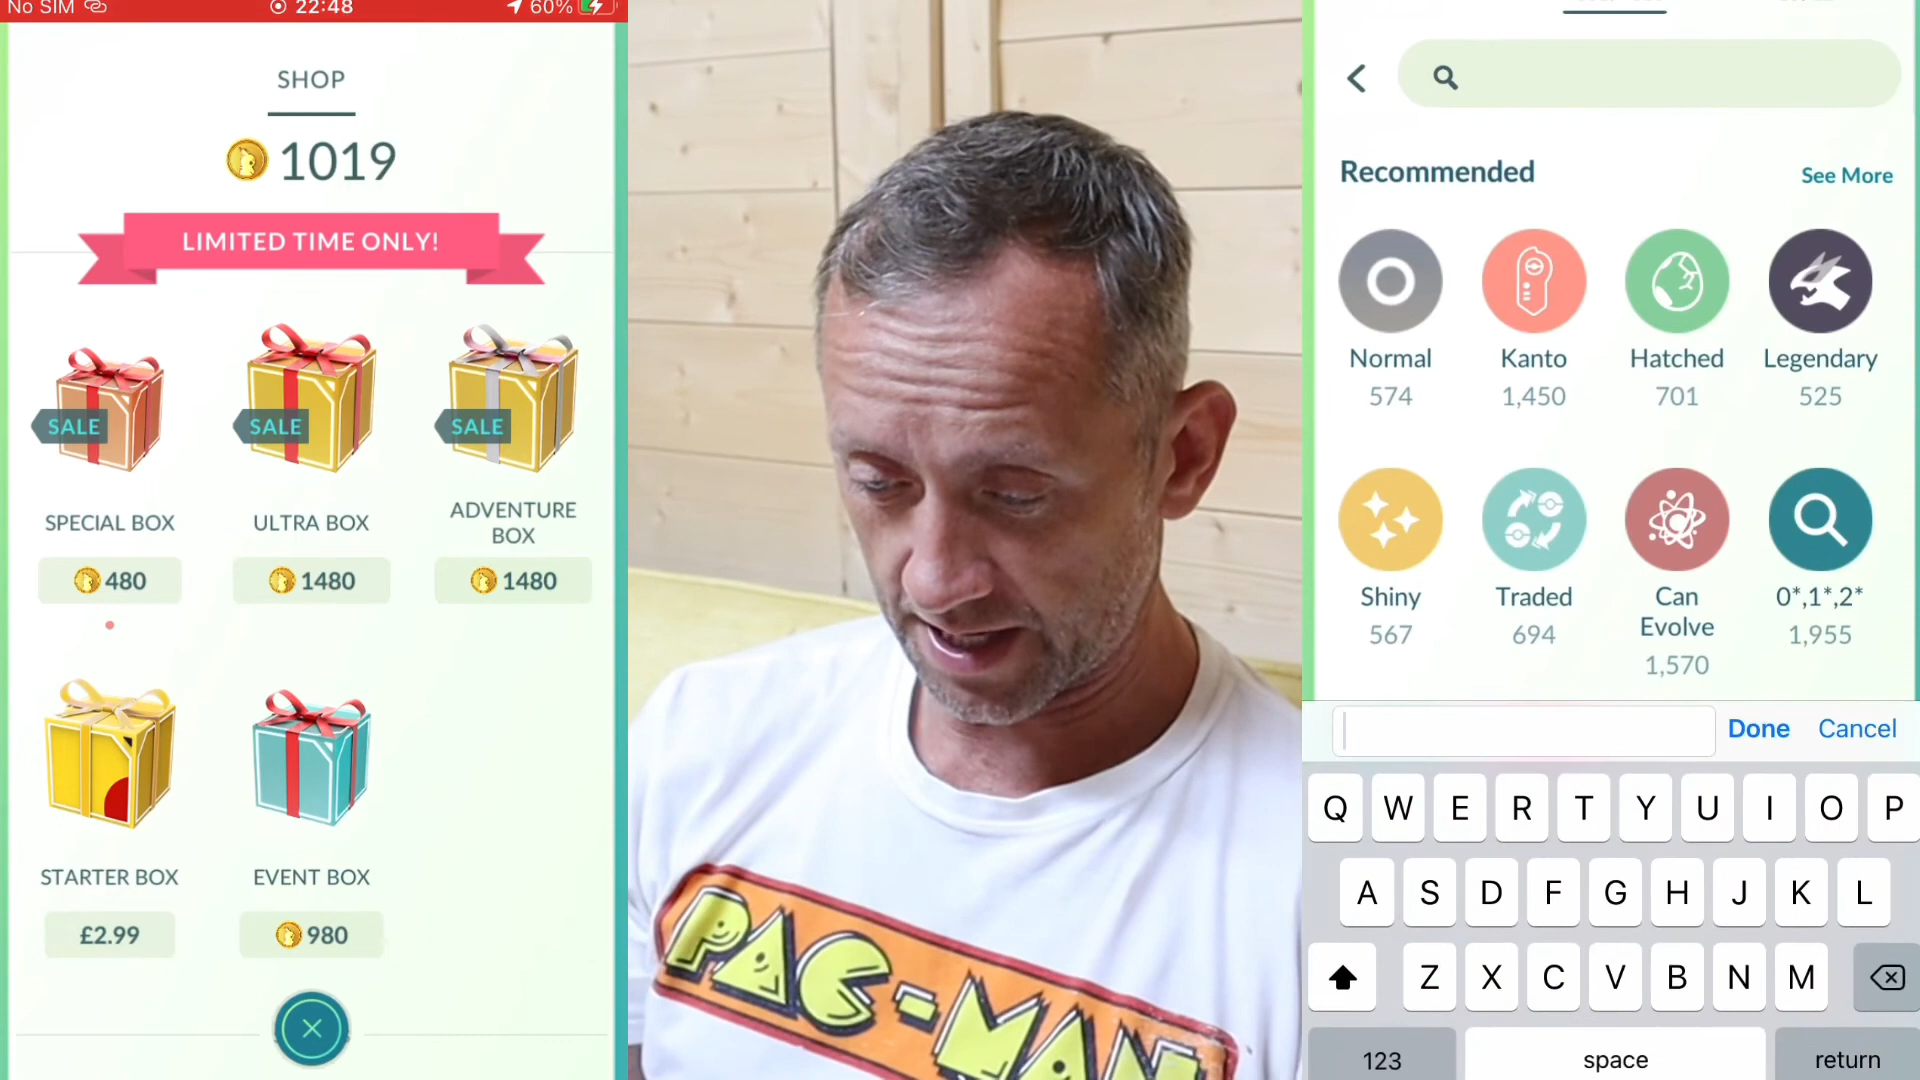 No SIM
22:48
60%
SHOP
1019
LIMITED TIME ONLY!
SALE
SALE
SALE
SPECIAL BOX
ULTRA BOX
ADVENTURE
BOX
480
1480
1480
STARTER BOX
EVENT BOX
£2.99
980
PAC-MAN
Recommended
See More
Normal
Kanto
Hatched
Legendary
574
1,450
701
525
Shiny
Traded
Can
Evolve
0*,1*,2*
567
694
1,570
1,955
Done
Cancel
Q W E R T Y U I O P
A S D F G H J K L
Z X C V B N M
123
space
return